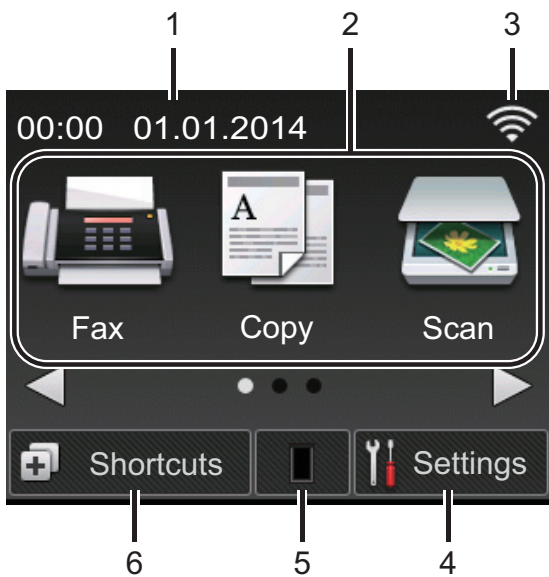 1 2 3
00:00 01.01.2014
A
Fax Copy Scan
Shortcuts Settings
6 5 4